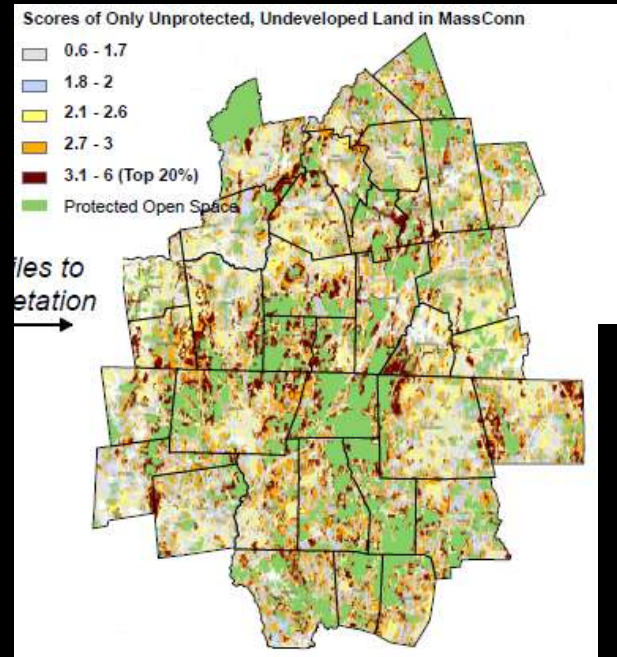 Scores of Only Unprotected, Undeveloped Land in MassConn
0.6 - 1.7
1.8 - 2
2.1 - 2.6
2.7 - 3
3.1 - 6 (Top 20%)
Protected Open Space
iles to
etation